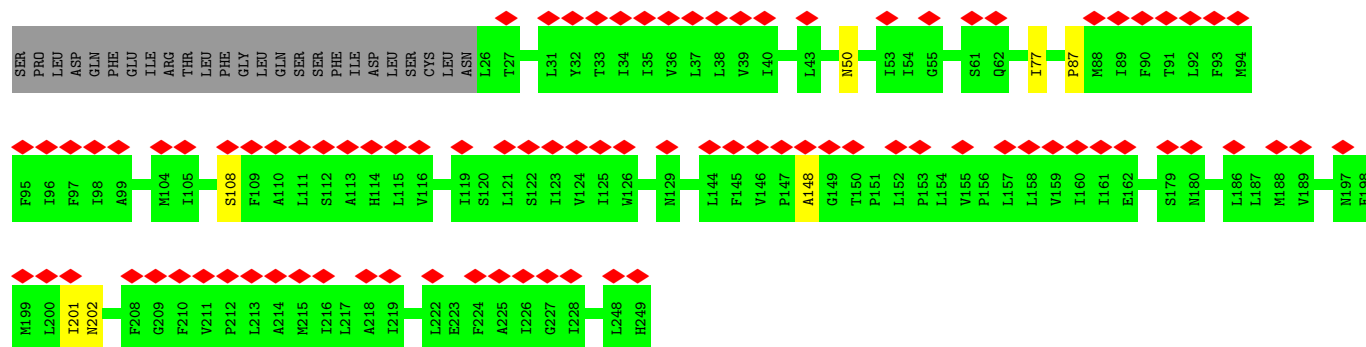 SER PRO LEU ASP GLN PHE GLU ILE ARG THR LEU PHE GLY LEU GLN SER SER PHE ILE ASP LEU SER CYS LEU ASN L26 T27 L31 Y32 T33 I34 I35 V36 L37 L38 V39 I40 L43 N50 I53 I54 G55 S61 Q62 I77 P87 M88 I89 F90 T91 L92 F93 M94
F95 I96 F97 I98 A99 M104 I105 S108 F109 A110 L111 S112 A113 H114 L115 V116 I119 S120 L121 S122 I123 V124 I125 W126 N129 L144 F145 V146 P147 A148 G149 T150 P151 L152 P153 L154 V155 P156 L157 L158 V159 I160 I161 E162 S179 N180 L186 L187 M188 V189 N197 F198
M199 L200 I201 N202 F208 G209 F210 V211 P212 L213 A214 M215 I216 L217 A218 I219 L222 E223 F224 A225 I226 G227 I228 L248 H249